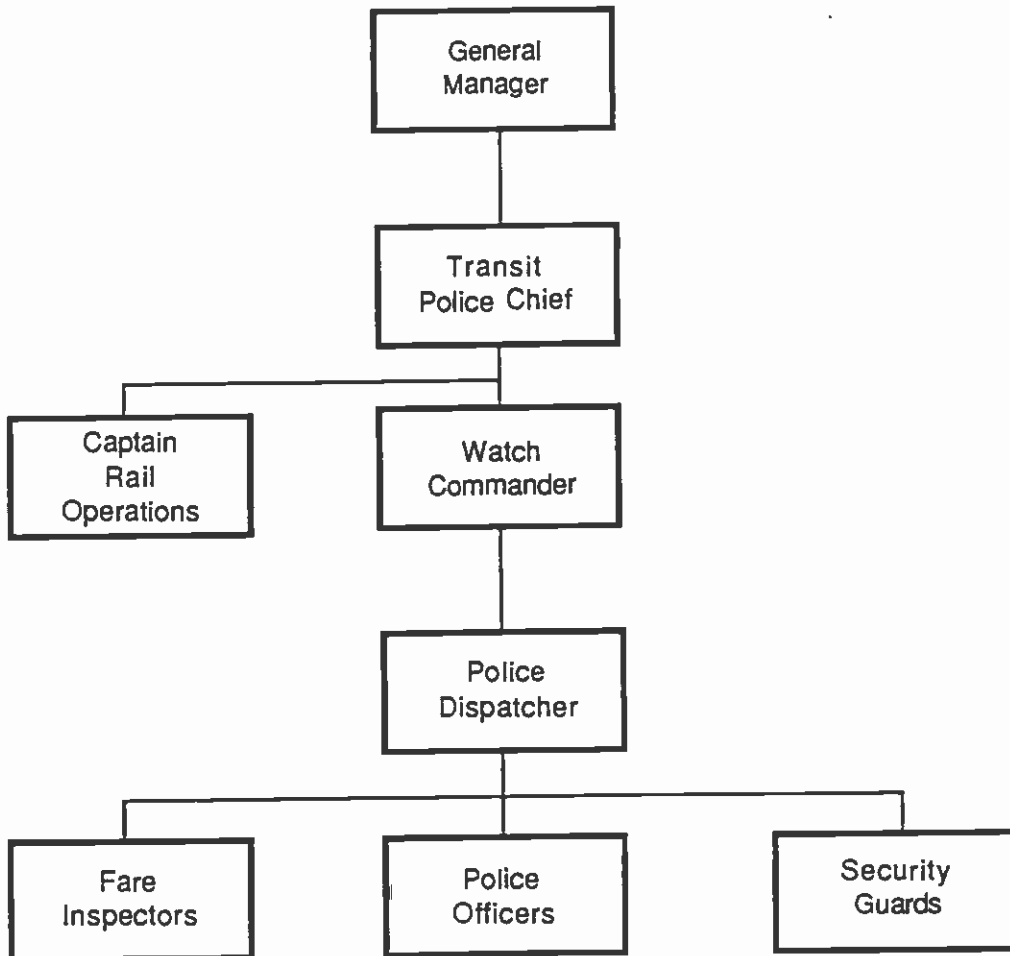 General
Manager
Transit
Police Chief
Captain
Rail
Operations
Watch
Commander
Police
Dispatcher
Fare
Inspectors
Police
Officers
Security
Guards